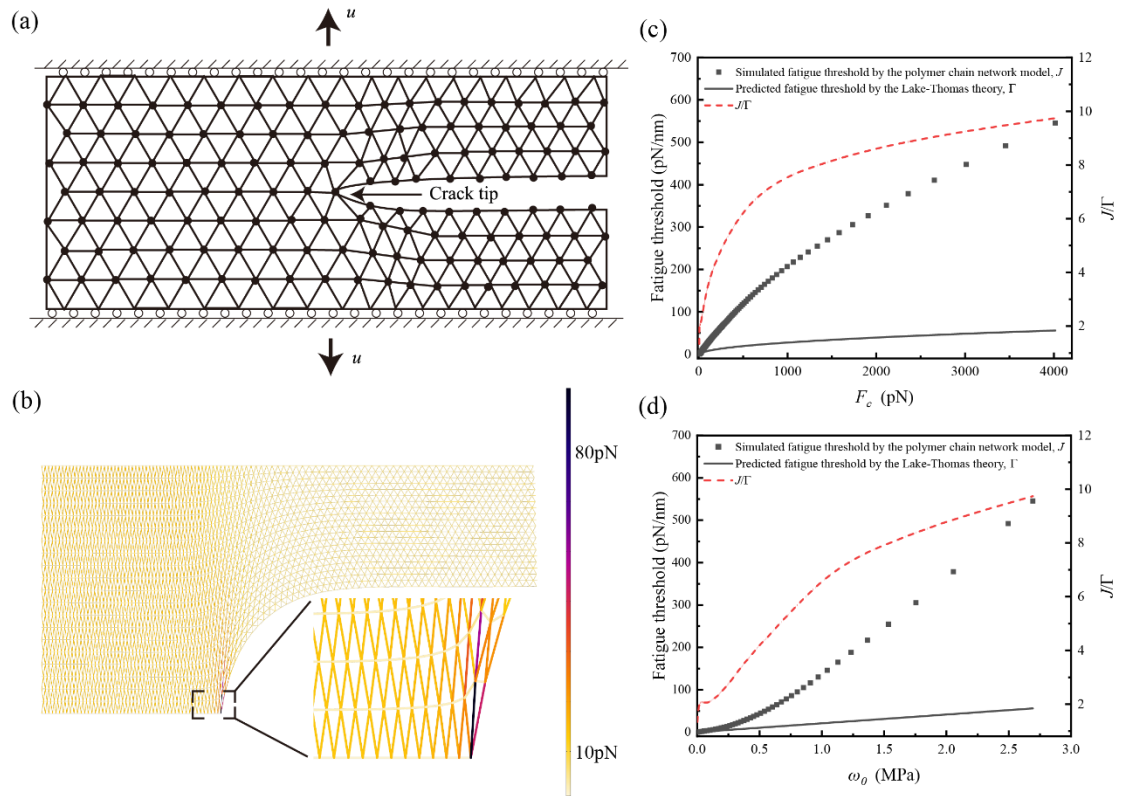 (a)
u
Crack tip
u
(b)
80pN
10pN
(c)
Simulated fatigue threshold by the polymer chain network model, J
Predicted fatigue threshold by the Lake-Thomas theory, Γ
J/Γ
700
600
500
400
300
200
100
0
Fatigue threshold (pN/nm)
12
10
8
6
4
2
J/Γ
0
1000
2000
3000
4000
F_c (pN)
(d)
Simulated fatigue threshold by the polymer chain network model, J
Predicted fatigue threshold by the Lake-Thomas theory, Γ
J/Γ
700
600
500
400
300
200
100
0
Fatigue threshold (pN/nm)
12
10
8
6
4
2
J/Γ
0.0
0.5
1.0
1.5
2.0
2.5
3.0
ω_0 (MPa)